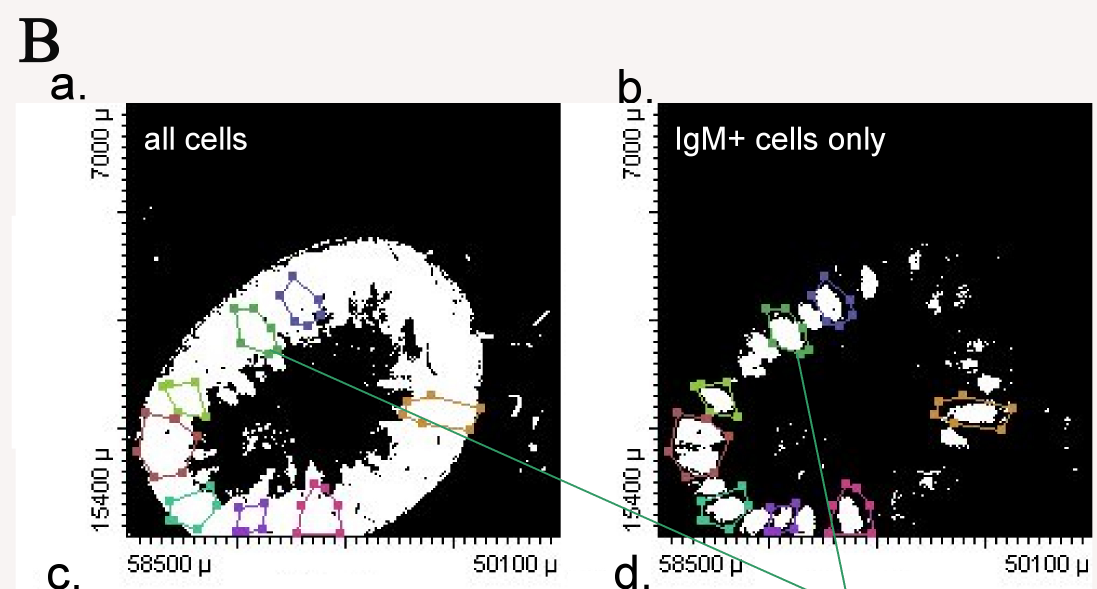 B
a.
b.
all cells
IgM+ cells only
7000 µ
7000 µ
15400 µ
15400 µ
58500 µ
50100 µ
58500 µ
50100 µ
c.
d.